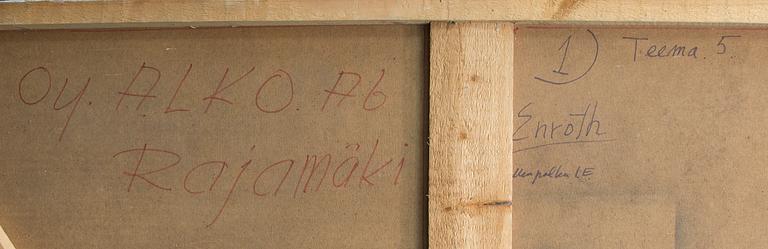 Oy. ALKO. Ab
Rajamäki
1) Teema. 5.
Enroth